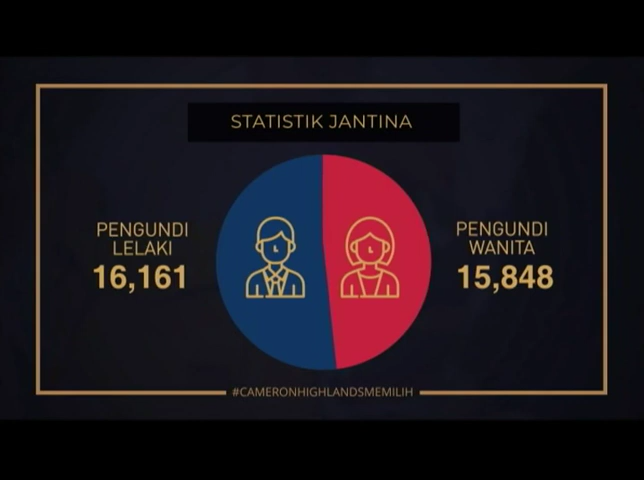 STATISTIK JANTINA
PENGUNDI
LELAKI
16,161
PENGUNDI
WANITA
15,848
#CAMERONHIGHLANDSMEMILIH